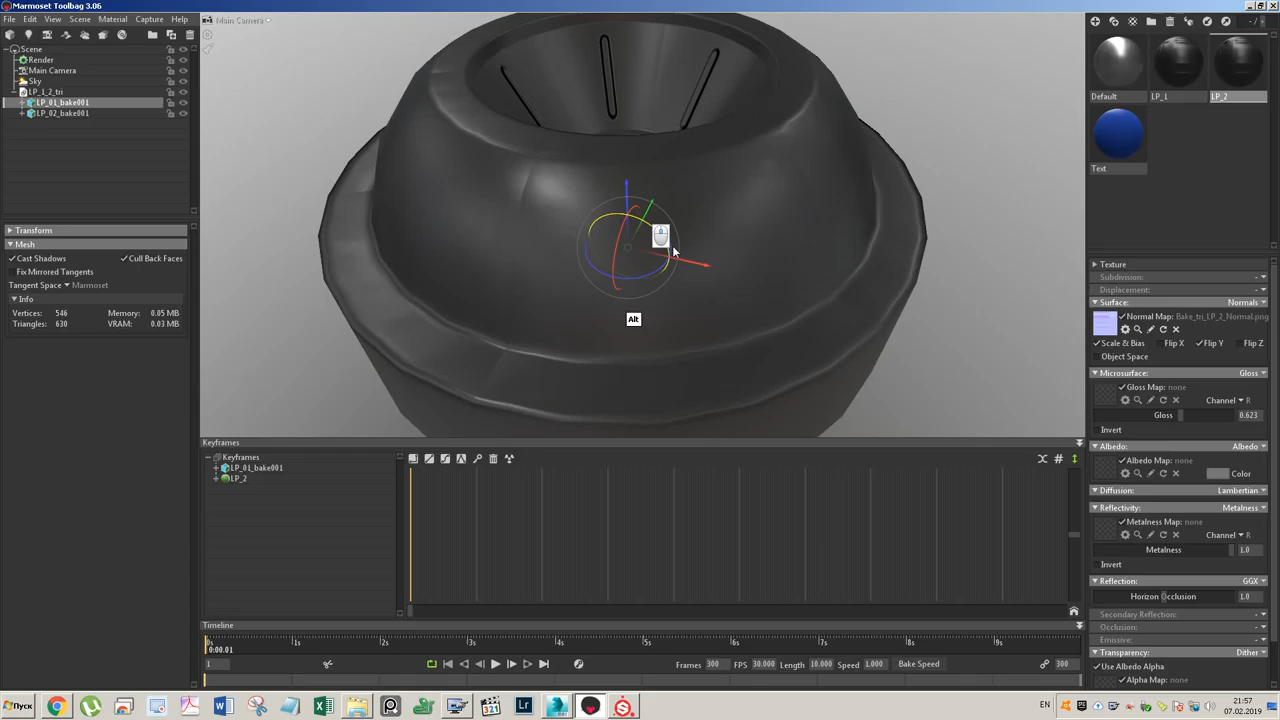 Marmoset Toolbag 3.06
File Edit View Scene Material Capture Help
Main Camera
Scene
Render
Main Camera
Sky
LP_1_2_tri
LP_01_bake001
LP_02_bake001
Default LP_1 LP_2
Text
Transform
Mesh
Cast Shadows Cull Back Faces
Fix Mirrored Tangents
Tangent Space Marmoset
Info
Vertices: 546 Memory: 0.05 MB
Triangles: 630 VRAM: 0.03 MB
Alt
Texture
Subdivision:
Displacement:
Surface: Normals
Normal Map: Bake_tri_LP_2_Normal.png
Scale & Bias Flip X Flip Y Flip Z
Object Space
Microsurface: Gloss
Gloss Map: none
Channel R
Gloss 0.623
Invert
Albedo: Albedo
Albedo Map: none
Color
Diffusion: Lambertian
Reflectivity: Metalness
Metalness Map: none
Channel R
Metalness 1.0
Invert
Reflection: GGX
Horizon Occlusion 1.0
Secondary Reflection:
Occlusion:
Emissive:
Transparency: Dither
Use Albedo Alpha
Alpha Map: none
Keyframes
Keyframes
LP_01_bake001
LP_2
Timeline
0s 1s 2s 3s 4s 5s 6s 7s 8s 9s
0:00.01
1 Frames 300 FPS 30.000 Length 10.000 Speed 1.000 Bake Speed 300
Пуск
EN
21:57
07.02.2019